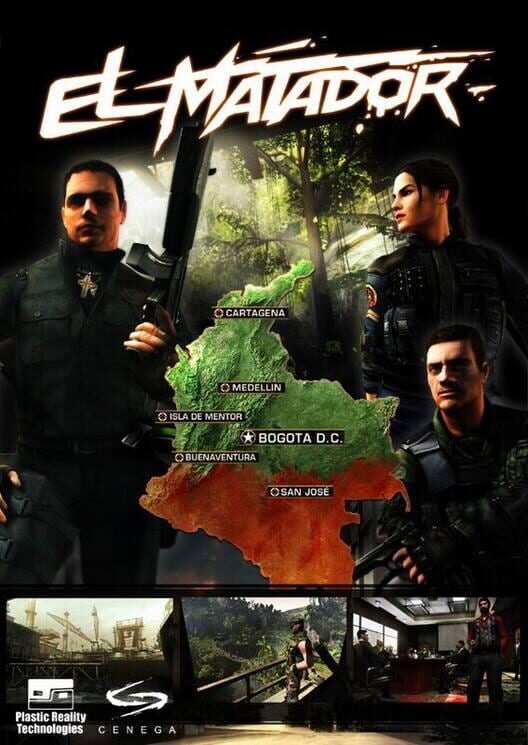 EL MATADOR
CARTAGENA
MEDELLIN
ISLA DE MENTOR
BOGOTA D.C.
BUENAVENTURA
SAN JOSÉ
Plastic Reality
Technologies
CENEGA